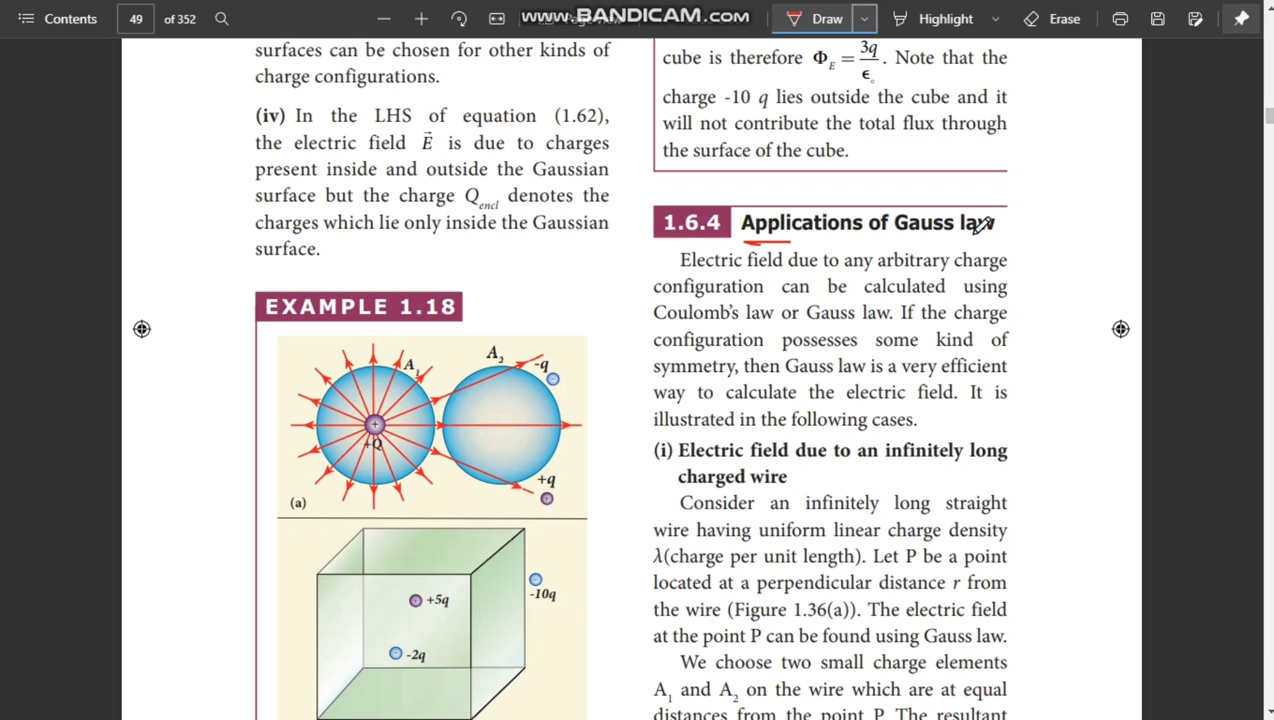 Contents
49
of 352
WWW.BANDICAM.COM
Draw
Highlight
Erase
surfaces can be chosen for other kinds of
charge configurations.
(iv) In the LHS of equation (1.62),
the electric field E⃗ is due to charges
present inside and outside the Gaussian
surface but the charge Qencl denotes the
charges which lie only inside the Gaussian
surface.
EXAMPLE 1.18
A1
A2
-q
+Q
+q
(a)
+5q
-10q
-2q
cube is therefore ΦE = 3q/ϵ0. Note that the
charge -10 q lies outside the cube and it
will not contribute the total flux through
the surface of the cube.
1.6.4 Applications of Gauss law
Electric field due to any arbitrary charge
configuration can be calculated using
Coulomb's law or Gauss law. If the charge
configuration possesses some kind of
symmetry, then Gauss law is a very efficient
way to calculate the electric field. It is
illustrated in the following cases.
(i) Electric field due to an infinitely long
charged wire
Consider an infinitely long straight
wire having uniform linear charge density
λ(charge per unit length). Let P be a point
located at a perpendicular distance r from
the wire (Figure 1.36(a)). The electric field
at the point P can be found using Gauss law.
We choose two small charge elements
A1 and A2 on the wire which are at equal
distances from the point P. The resultant